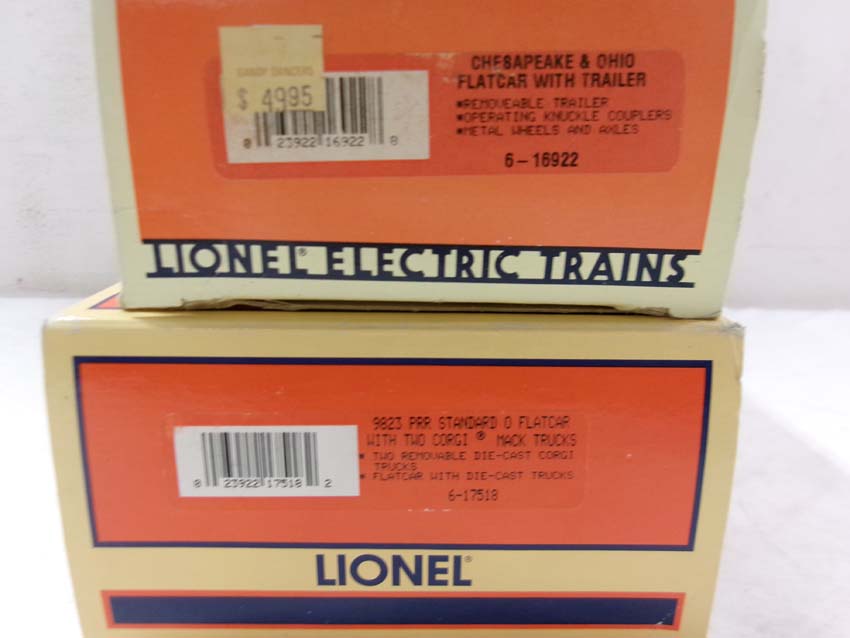 GANDY DANCERS
$ 4995
0 23922 16922 8
CHESAPEAKE & OHIO
FLATCAR WITH TRAILER
*REMOVEABLE TRAILER
*OPERATING KNUCKLE COUPLERS
*METAL WHEELS AND AXLES
6-16922
LIONEL® ELECTRIC TRAINS
0 23922 17518 2
9823 PRR STANDARD O FLATCAR
WITH TWO CORGI ® MACK TRUCKS
* TWO REMOVABLE DIE-CAST CORGI
TRUCKS
* FLATCAR WITH DIE-CAST TRUCKS
6-17518
LIONEL®